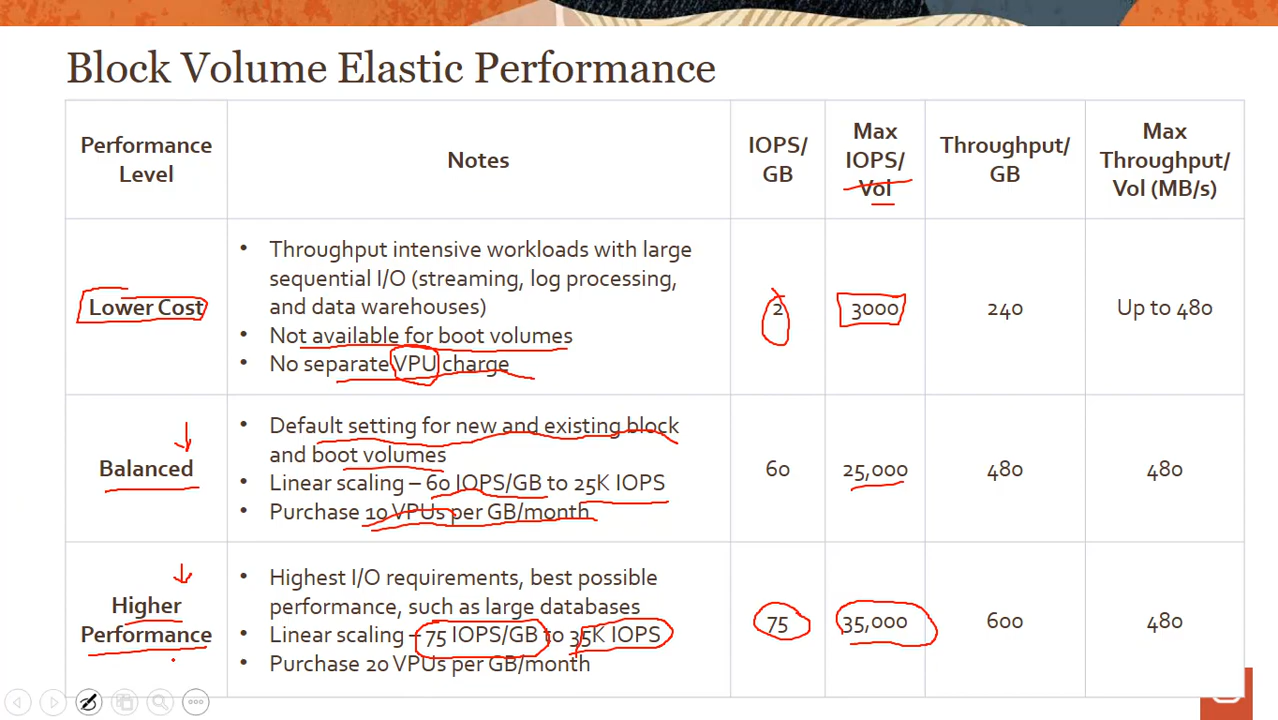 Block Volume Elastic Performance
Performance
Level
Notes
IOPS/
GB
Max
IOPS/
Vol
Throughput/
GB
Max
Throughput/
Vol (MB/s)
Lower Cost
• Throughput intensive workloads with large
sequential I/O (streaming, log processing,
and data warehouses)
• Not available for boot volumes
• No separate VPU charge
2
3000
240
Up to 480
Balanced
• Default setting for new and existing block
and boot volumes
• Linear scaling – 60 IOPS/GB to 25K IOPS
• Purchase 10 VPUs per GB/month
60
25,000
480
480
Higher
Performance
• Highest I/O requirements, best possible
performance, such as large databases
• Linear scaling – 75 IOPS/GB to 35K IOPS
• Purchase 20 VPUs per GB/month
75
35,000
600
480